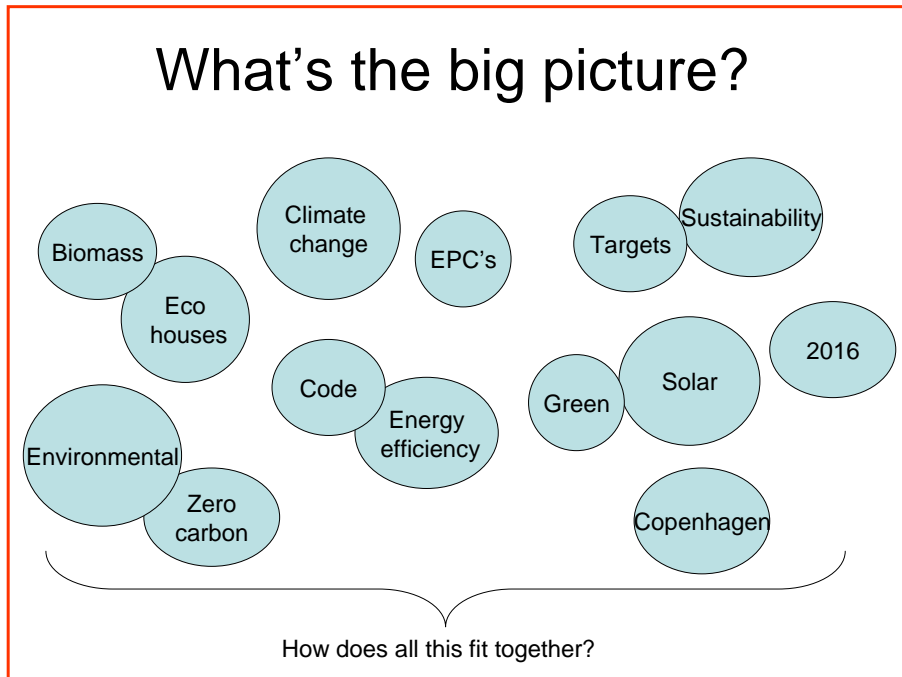 What's the big picture?
Climate
change
Sustainability
Targets
Biomass
EPC's
Eco
houses
2016
Code
Solar
Green
Energy
efficiency
Environmental
Zero
carbon
Copenhagen
How does all this fit together?